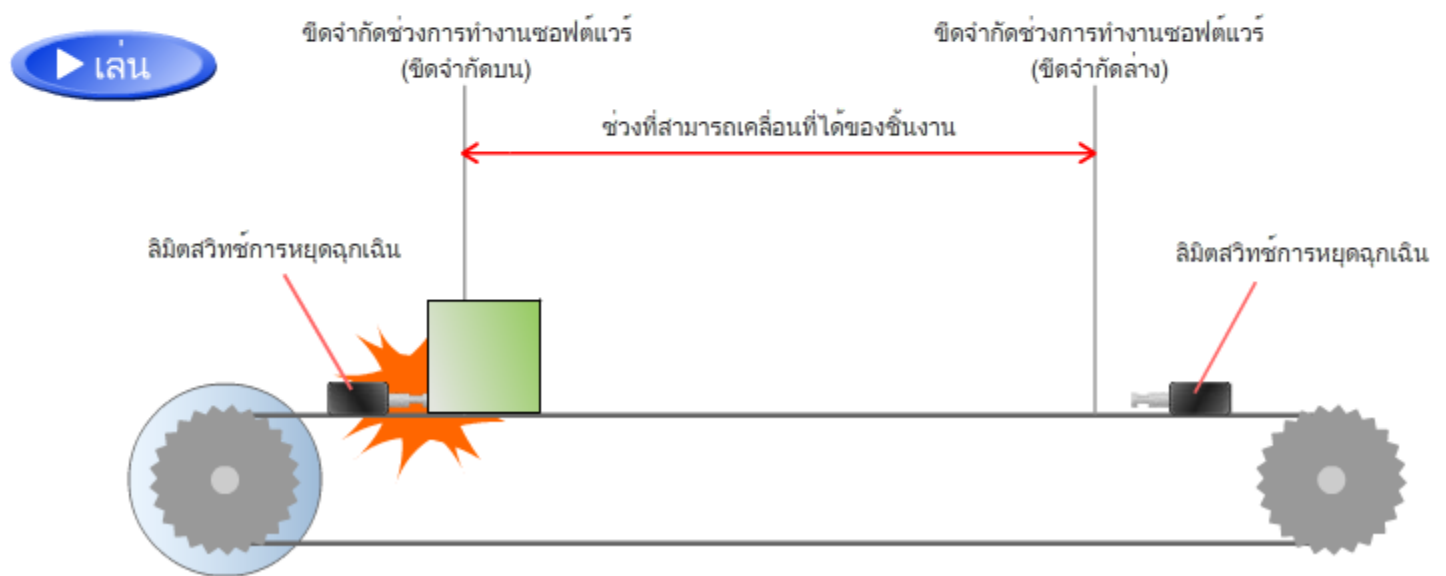 เล่น
ขีดจำกัดช่วงการทำงานซอฟต์แวร์
(ขีดจำกัดบน)
ขีดจำกัดช่วงการทำงานซอฟต์แวร์
(ขีดจำกัดล่าง)
ช่วงที่สามารถเคลื่อนที่ได้ของชิ้นงาน
ลิมิตสวิทช์การหยุดฉุกเฉิน
ลิมิตสวิทช์การหยุดฉุกเฉิน